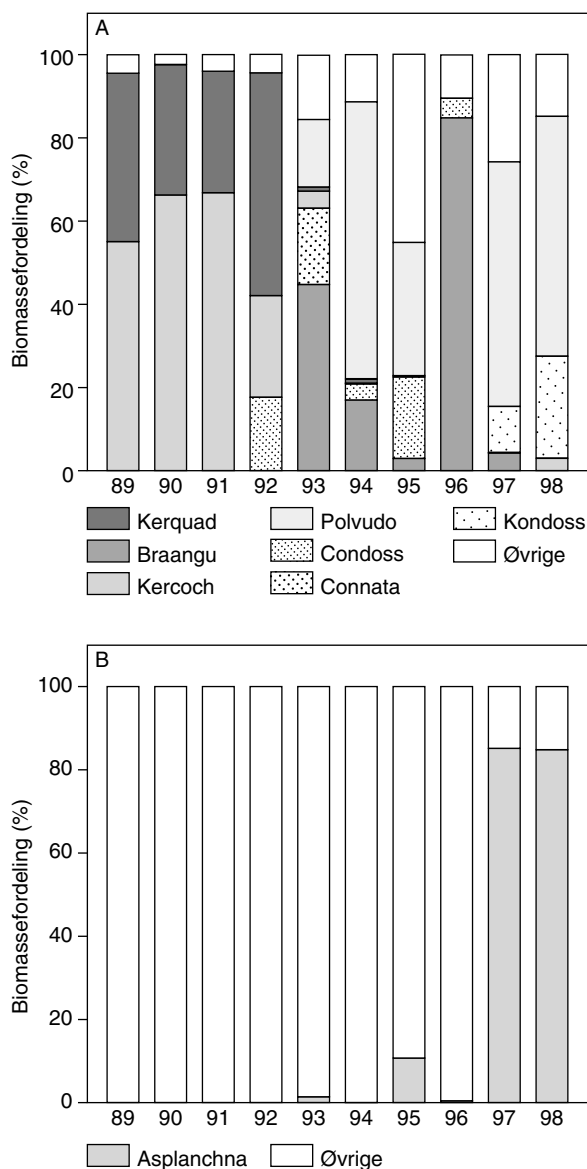 A
Biomassefordeling (%)
100
80
60
40
20
0
89 90 91 92 93 94 95 96 97 98
Kerquad Polvudo Kondoss
Braangu Condoss Øvrige
Kercoch Connata
B
Biomassefordeling (%)
100
80
60
40
20
0
89 90 91 92 93 94 95 96 97 98
Asplanchna Øvrige